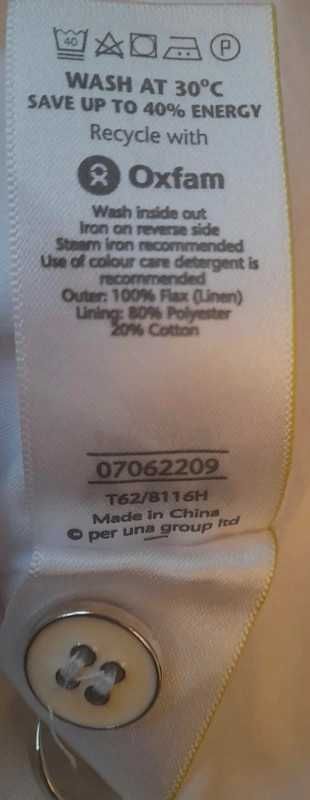 40 P
WASH AT 30ºC
SAVE UP TO 40% ENERGY
Recycle with
Oxfam
Wash inside out
Iron on reverse side
Steam iron recommended
Use of colour care detergent is
recommended
Outer: 100% Flax (Linen)
Lining: 80% Polyester
20% Cotton
07062209
T62/8116H
Made in China
© per una group ltd